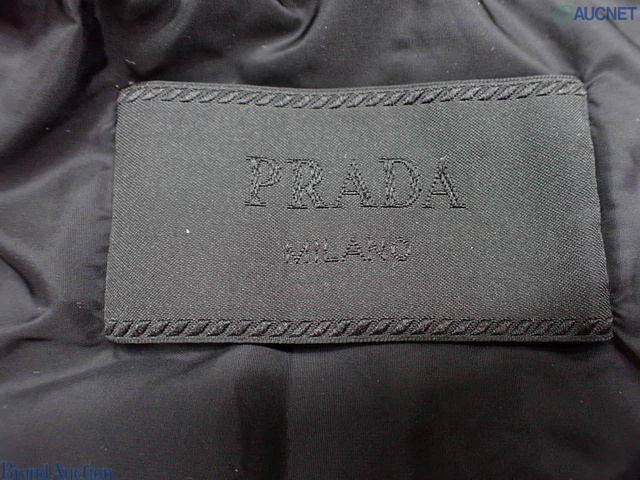 AUCNET
PRADA
MILANO
Brand Auction